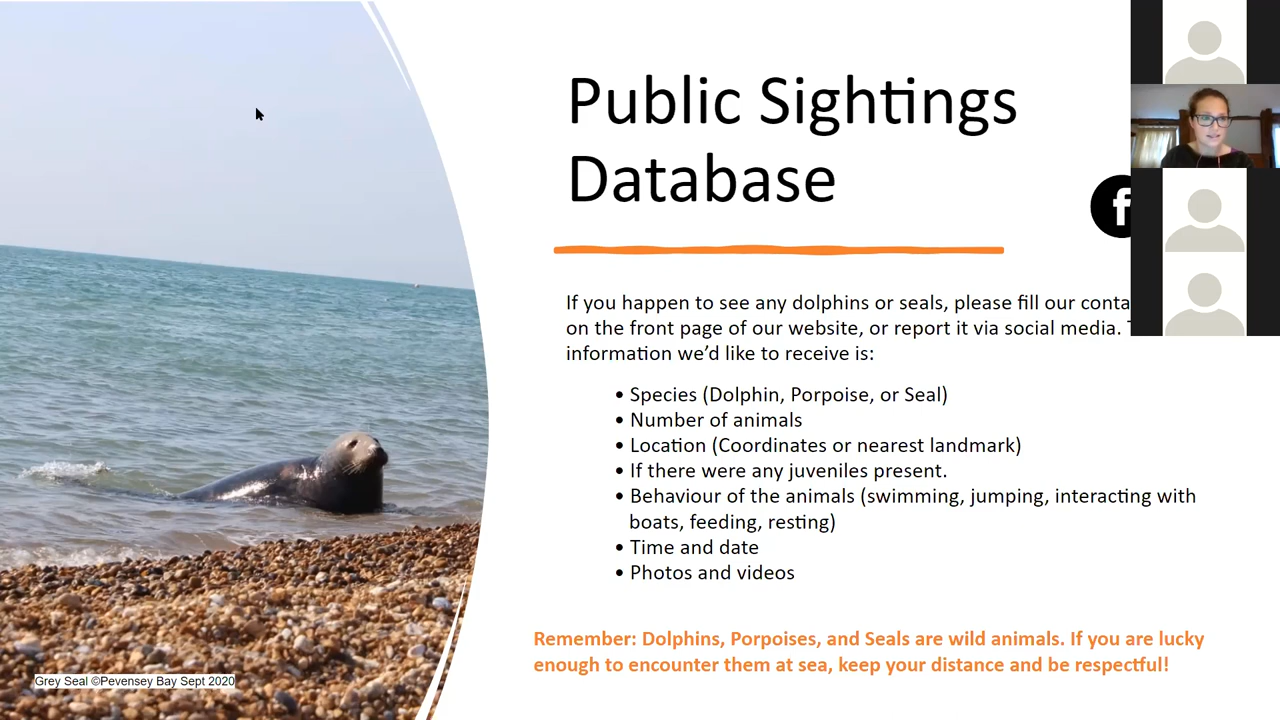 Public Sightings
Database
f
If you happen to see any dolphins or seals, please fill our
on the front page of our website, or report it via social media.
information we’d like to receive is:
• Species (Dolphin, Porpoise, or Seal)
• Number of animals
• Location (Coordinates or nearest landmark)
• If there were any juveniles present.
• Behaviour of the animals (swimming, jumping, interacting with
boats, feeding, resting)
• Time and date
• Photos and videos
Remember: Dolphins, Porpoises, and Seals are wild animals. If you are lucky
enough to encounter them at sea, keep your distance and be respectful!
Grey Seal ©Pevensey Bay Sept 2020